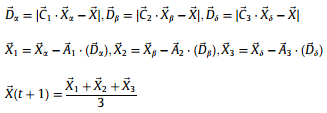 D⃗α = |C⃗1 · X⃗α − X⃗|, D⃗β = |C⃗2 · X⃗β − X⃗|, D⃗δ = |C⃗3 · X⃗δ − X⃗|
X⃗1 = X⃗α − A⃗1 · (D⃗α), X⃗2 = X⃗β − A⃗2 · (D⃗β), X⃗3 = X⃗δ − A⃗3 · (D⃗δ)
X⃗(t + 1) = (X⃗1 + X⃗2 + X⃗3) / 3